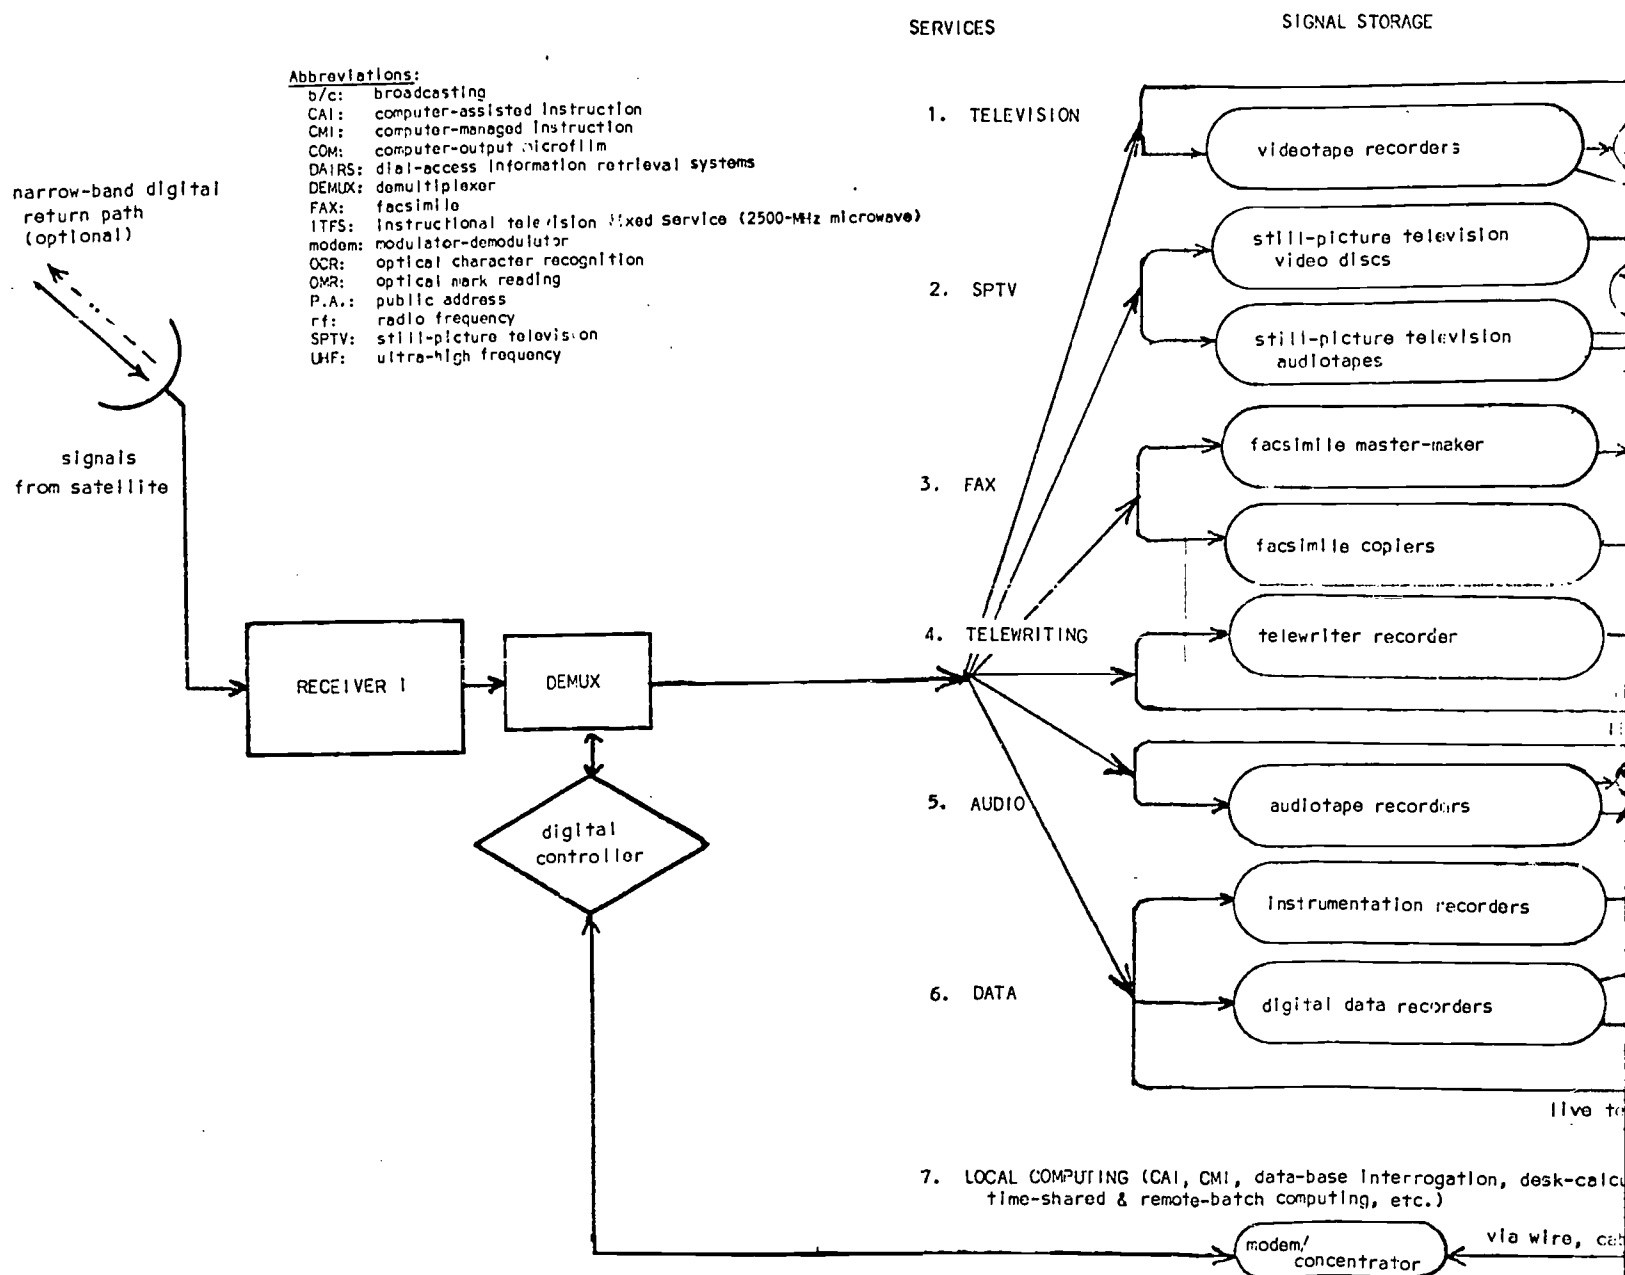 SERVICES
SIGNAL STORAGE
Abbreviations:
b/c: broadcasting
CAI: computer-assisted instruction
CMI: computer-managed instruction
COM: computer-output microfilm
DAIRS: dial-access information retrieval systems
DEMUX: demultiplexer
FAX: facsimile
ITFS: instructional television fixed service (2500-MHz microwave)
modem: modulator-demodulator
OCR: optical character recognition
OMR: optical mark reading
P.A.: public address
rf: radio frequency
SPTV: still-picture television
UHF: ultra-high frequency
narrow-band digital
return path
(optional)
signals
from satellite
RECEIVER 1
DEMUX
digital
controller
1. TELEVISION
videotape recorders
2. SPTV
still-picture television
video discs
still-picture television
audiotapes
3. FAX
facsimile master-maker
facsimile copiers
4. TELEWRITING
telewriter recorder
5. AUDIO
audiotape recorders
6. DATA
instrumentation recorders
digital data recorders
live
7. LOCAL COMPUTING (CAI, CMI, data-base interrogation, desk-calcu
time-shared & remote-batch computing, etc.)
modem/
concentrator
via wire,